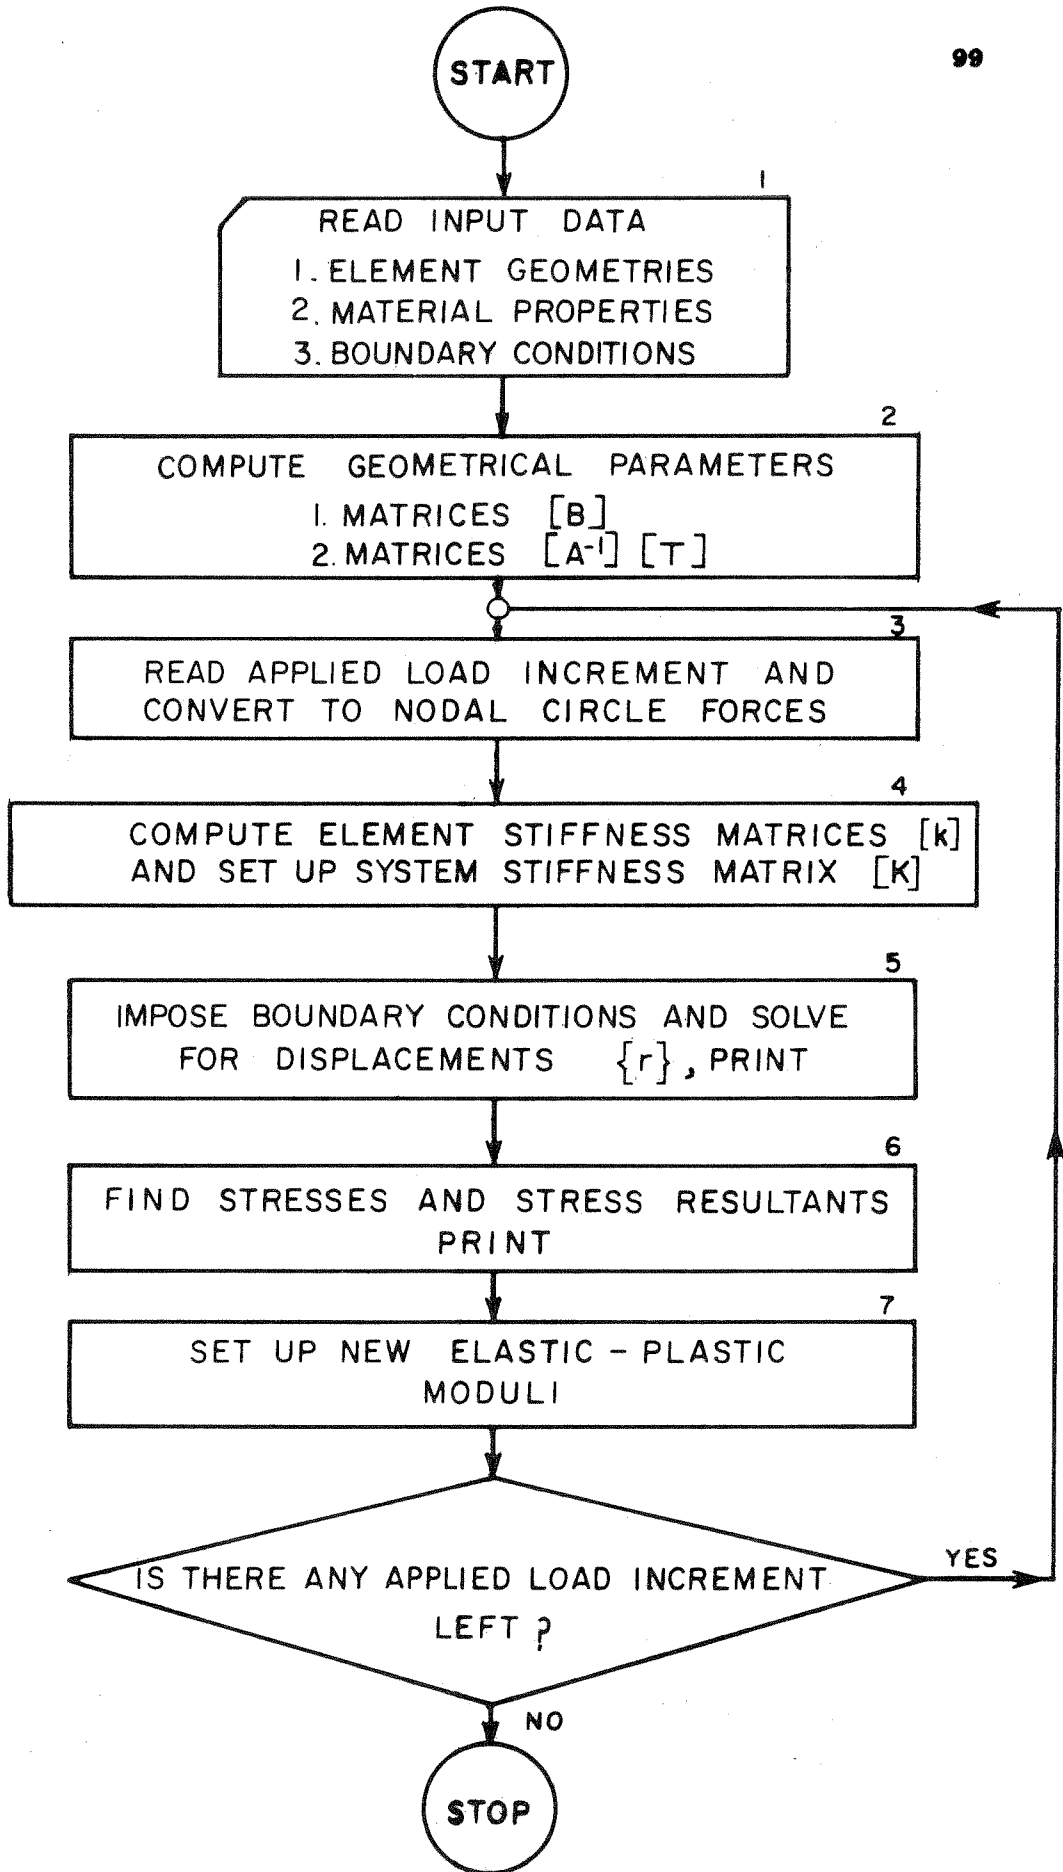 99
START
1
READ INPUT DATA
1. ELEMENT GEOMETRIES
2. MATERIAL PROPERTIES
3. BOUNDARY CONDITIONS
2
COMPUTE GEOMETRICAL PARAMETERS
1. MATRICES [B]
2. MATRICES [A⁻¹] [T]
3
READ APPLIED LOAD INCREMENT AND
CONVERT TO NODAL CIRCLE FORCES
4
COMPUTE ELEMENT STIFFNESS MATRICES [k]
AND SET UP SYSTEM STIFFNESS MATRIX [K]
5
IMPOSE BOUNDARY CONDITIONS AND SOLVE
FOR DISPLACEMENTS {r}, PRINT
6
FIND STRESSES AND STRESS RESULTANTS
PRINT
7
SET UP NEW ELASTIC - PLASTIC
MODULI
IS THERE ANY APPLIED LOAD INCREMENT
LEFT ?
YES
NO
STOP